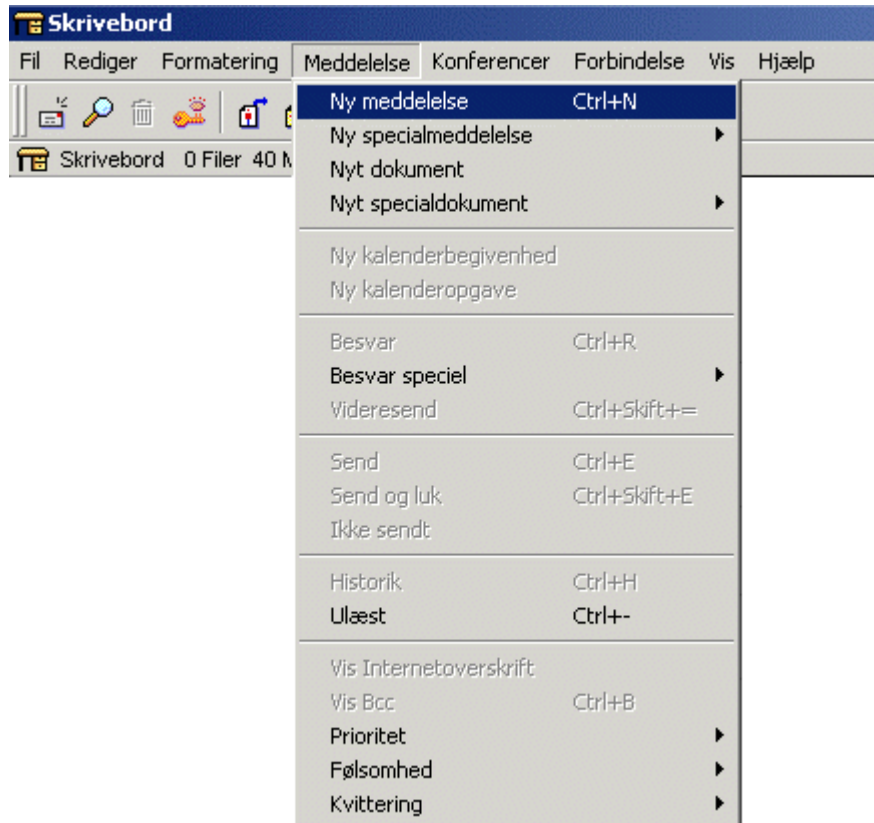 Skrivebord
Fil Rediger Formatering Meddelelse Konferencer Forbindelse Vis Hjælp
Skrivebord 0 Filer 40
Ny meddelelse Ctrl+N
Ny specialmeddelelse
Nyt dokument
Nyt specialdokument
Ny kalenderbegivenhed
Ny kalenderopgave
Besvar Ctrl+R
Besvar speciel
Videresend Ctrl+Skift+=
Send Ctrl+E
Send og luk Ctrl+Skift+E
Ikke sendt
Historik Ctrl+H
Ulæst Ctrl+-
Vis Internetoverskrift
Vis Bcc Ctrl+B
Prioritet
Følsomhed
Kvittering